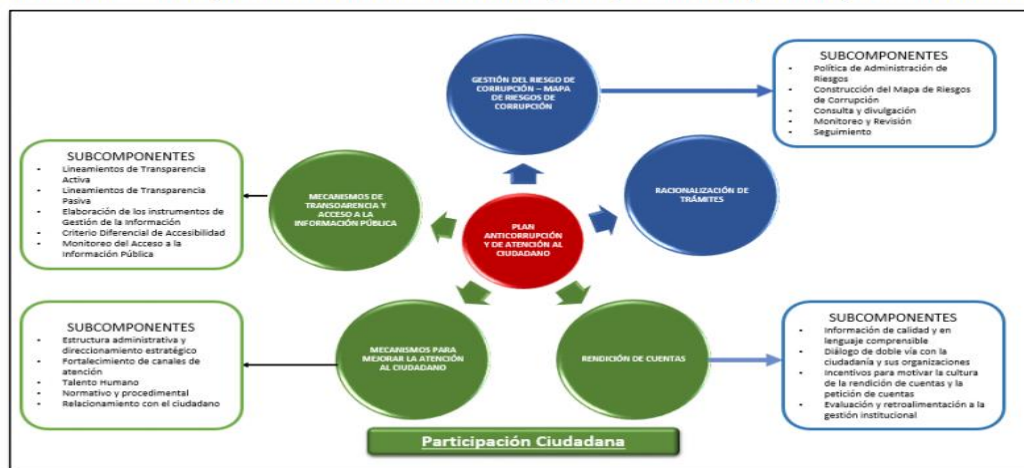 GESTIÓN DEL RIESGO DE
CORRUPCIÓN – MAPA
DE RIESGOS DE
CORRUPCIÓN
SUBCOMPONENTES
- Política de Administración de
Riesgos
- Construcción del Mapa de Riesgos
de Corrupción
- Consulta y divulgación
- Monitoreo y Revisión
- Seguimiento
SUBCOMPONENTES
- Lineamientos de Transparencia
Activa
- Lineamientos de Transparencia
Pasiva
- Elaboración de los instrumentos de
Gestión de la Información
- Criterio Diferencial de Accesibilidad
- Monitoreo del Acceso a la
Información Pública
MECANISMOS DE
TRANSOARENCIA Y
ACCESO A LA
INFORMACIÓN PÚBLICA
PLAN
ANTICORRUPCIÓN
Y DE ATENCIÓN AL
CIUDADANO
RACIONALIZACIÓN DE
TRÁMITES
SUBCOMPONENTES
- Estructura administrativa y
direccionamiento estratégico
- Fortalecimiento de canales de
atención
- Talento Humano
- Normativo y procedimental
- Relacionamiento con el ciudadano
MECANISMOS PARA
MEJORAR LA ATENCIÓN
AL CIUDADANO
RENDICIÓN DE CUENTAS
SUBCOMPONENTES
- Información de calidad y en
lenguaje comprensible
- Diálogo de doble vía con la
ciudadanía y sus organizaciones
- Incentivos para motivar la cultura
de la rendición de cuentas y la
petición de cuentas
- Evaluación y retroalimentación a la
gestión institucional
Participación Ciudadana